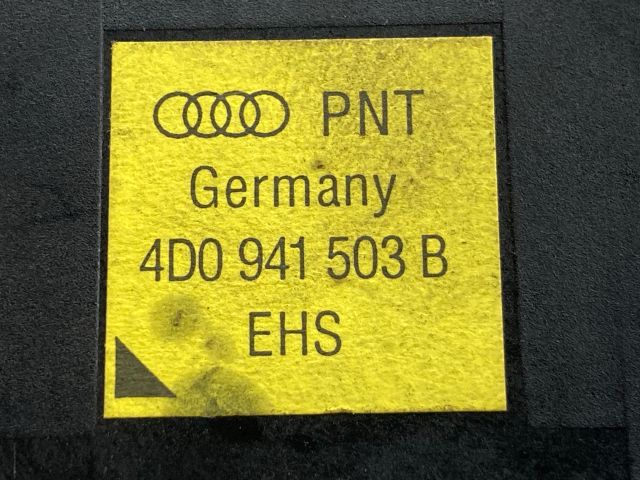 PNT
Germany
4D0 941 503 B
EHS